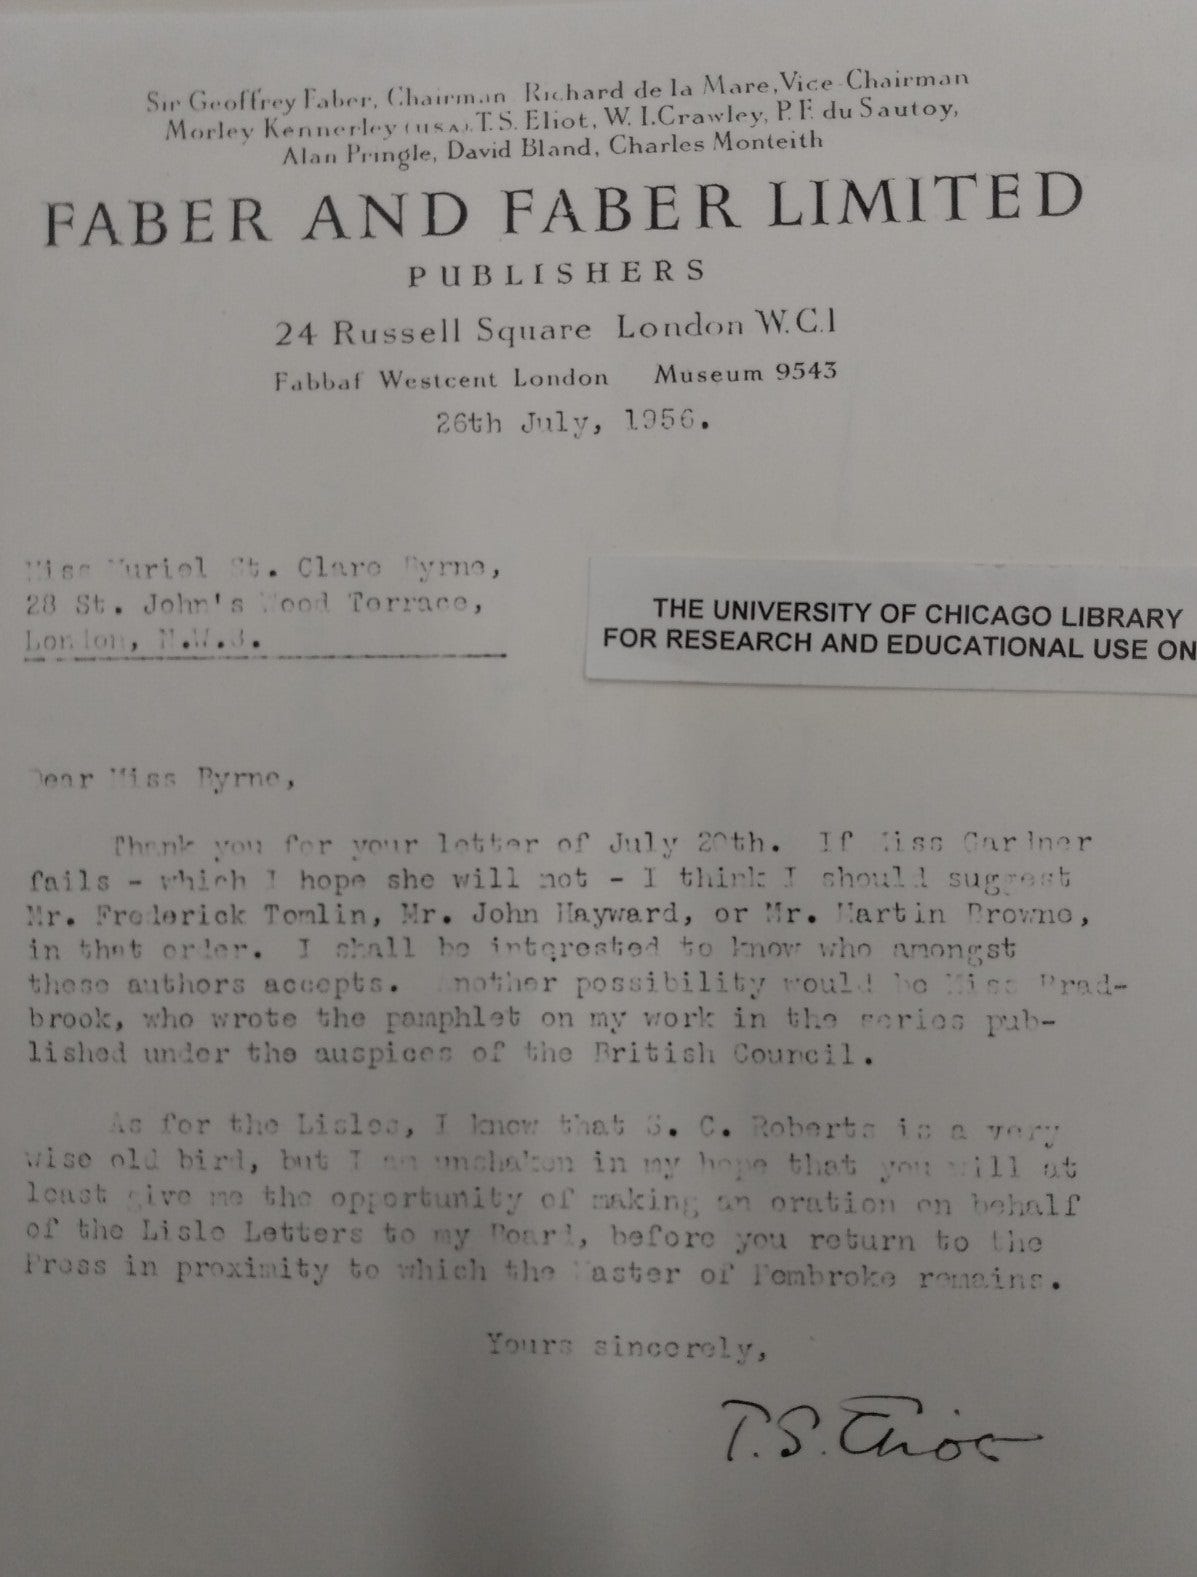 Sir Geoffrey Faber, Chairman Richard de la Mare, Vice-Chairman
Morley Kennerley (USA), T.S. Eliot, W. I. Crawley, P. F. du Sautoy,
Alan Pringle, David Bland, Charles Monteith
FABER AND FABER LIMITED
PUBLISHERS
24 Russell Square London W.C.1
Fabbaf Westcent London Museum 9543
26th July, 1956.
Miss Muriel St. Clare Byrne,
28 St. John's Wood Terrace,
London, N.W.8.
THE UNIVERSITY OF CHICAGO LIBRARY
FOR RESEARCH AND EDUCATIONAL USE ON
Dear Miss Byrne,
Thank you for your letter of July 20th. If Miss Gardner
fails - which I hope she will not - I think I should suggest
Mr. Frederick Tomlin, Mr. John Hayward, or Mr. Martin Browne,
in that order. I shall be interested to know who amongst
these authors accepts. Another possibility would be Miss Brad-
brook, who wrote the pamphlet on my work in the series pub-
lished under the auspices of the British Council.
As for the Lisles, I know that S. C. Roberts is a very
wise old bird, but I am unshaken in my hope that you will at
least give me the opportunity of making an oration on behalf
of the Lisle Letters to my Board, before you return to the
Press in proximity to which the Master of Pembroke remains.
Yours sincerely,
T. S. Eliot